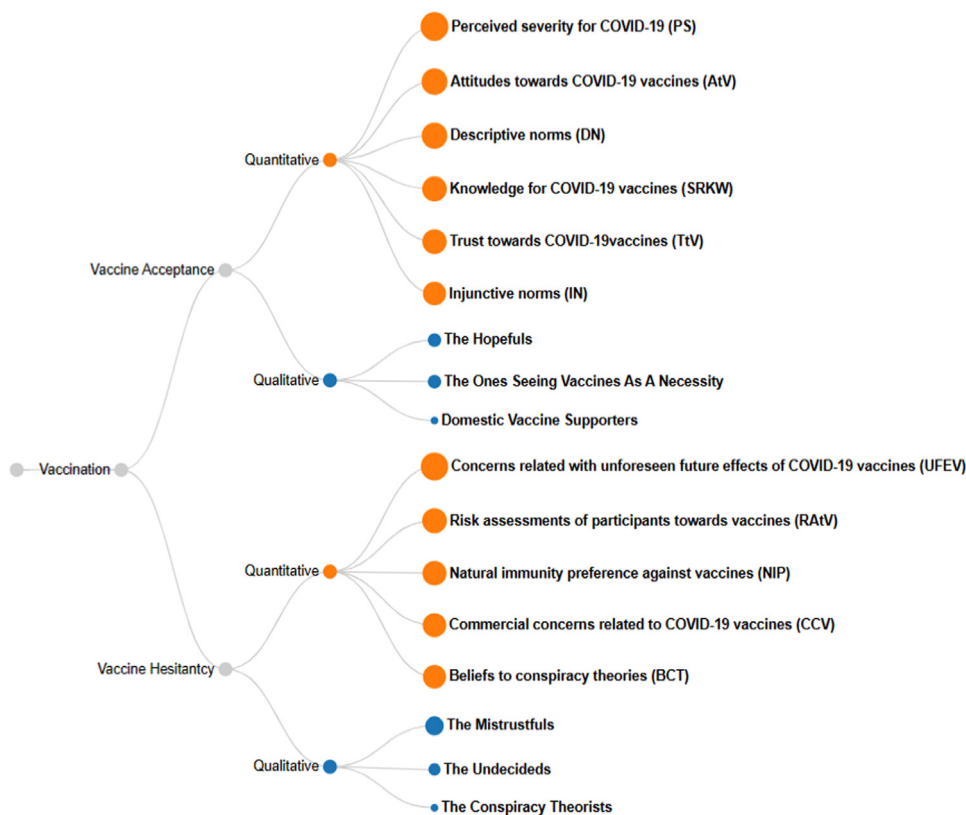 Perceived severity for COVID-19 (PS)
Attitudes towards COVID-19 vaccines (AtV)
Descriptive norms (DN)
Quantitative
Knowledge for COVID-19 vaccines (SRKW)
Trust towards COVID-19vaccines (TtV)
Vaccine Acceptance
Injunctive norms (IN)
The Hopefuls
Qualitative
The Ones Seeing Vaccines As A Necessity
Domestic Vaccine Supporters
Vaccination
Concerns related with unforeseen future effects of COVID-19 vaccines (UFEV)
Risk assessments of participants towards vaccines (RAtV)
Quantitative
Natural immunity preference against vaccines (NIP)
Commercial concerns related to COVID-19 vaccines (CCV)
Vaccine Hesitantcy
Beliefs to conspiracy theories (BCT)
The Mistrustfuls
Qualitative
The Undecideds
The Conspiracy Theorists